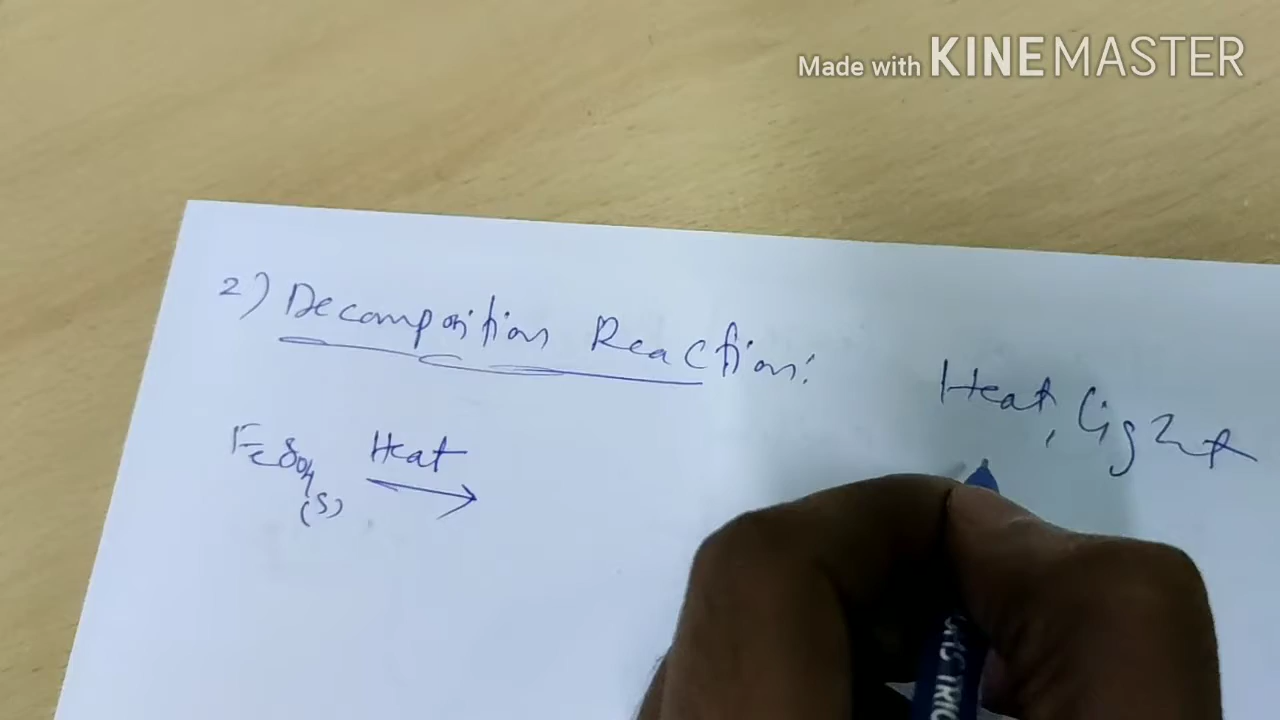 Made with KINEMASTER
2) Decomposition Reaction:
Heat, Light
Heat
FeSO4(s) →